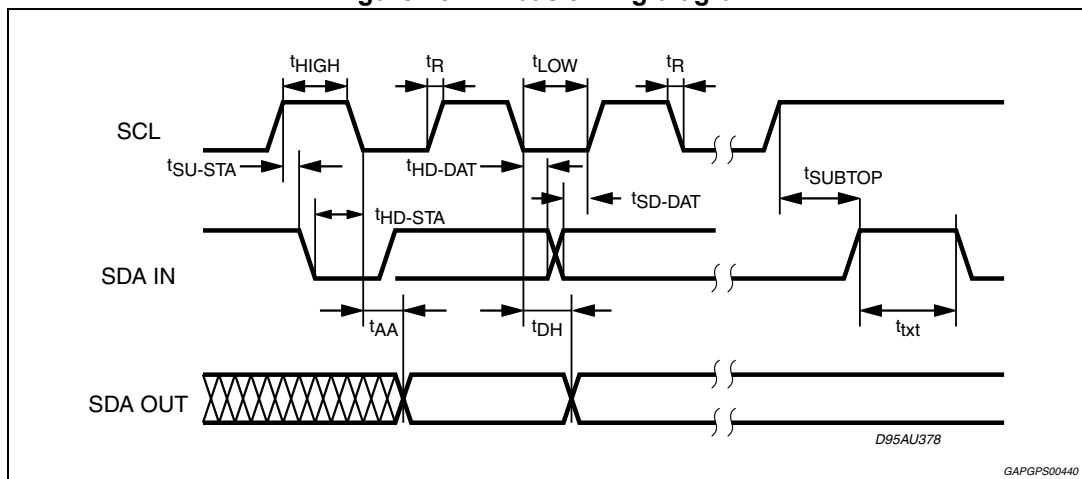 tHIGH tR tLOW tR
SCL
tSU-STA tHD-DAT tSUBTOP
tHD-STA tSD-DAT
SDA IN
tAA tDH ttxt
SDA OUT
D95AU378
GAPGPS00440